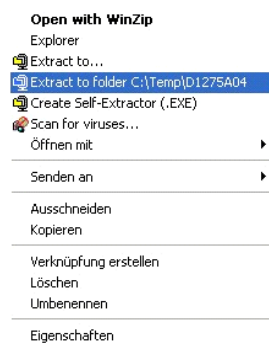 Open with WinZip
Explorer
Extract to...
Extract to folder C:\Temp\D1275A04
Create Self-Extractor (.EXE)
Scan for viruses...
Öffnen mit
Senden an
Ausschneiden
Kopieren
Verknüpfung erstellen
Löschen
Umbenennen
Eigenschaften